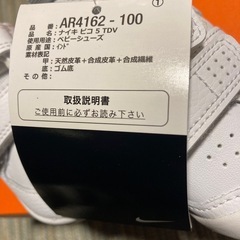 ①
品番：AR4162-100
品名：ナイキ ピコ 5 TDV
使用用途：ベビーシューズ
原産国：インド
素材表記：
甲：天然皮革＋合成皮革＋合成繊維
底：ゴム底
その他：
取扱説明書
ご使用前に必ずお読み下さい